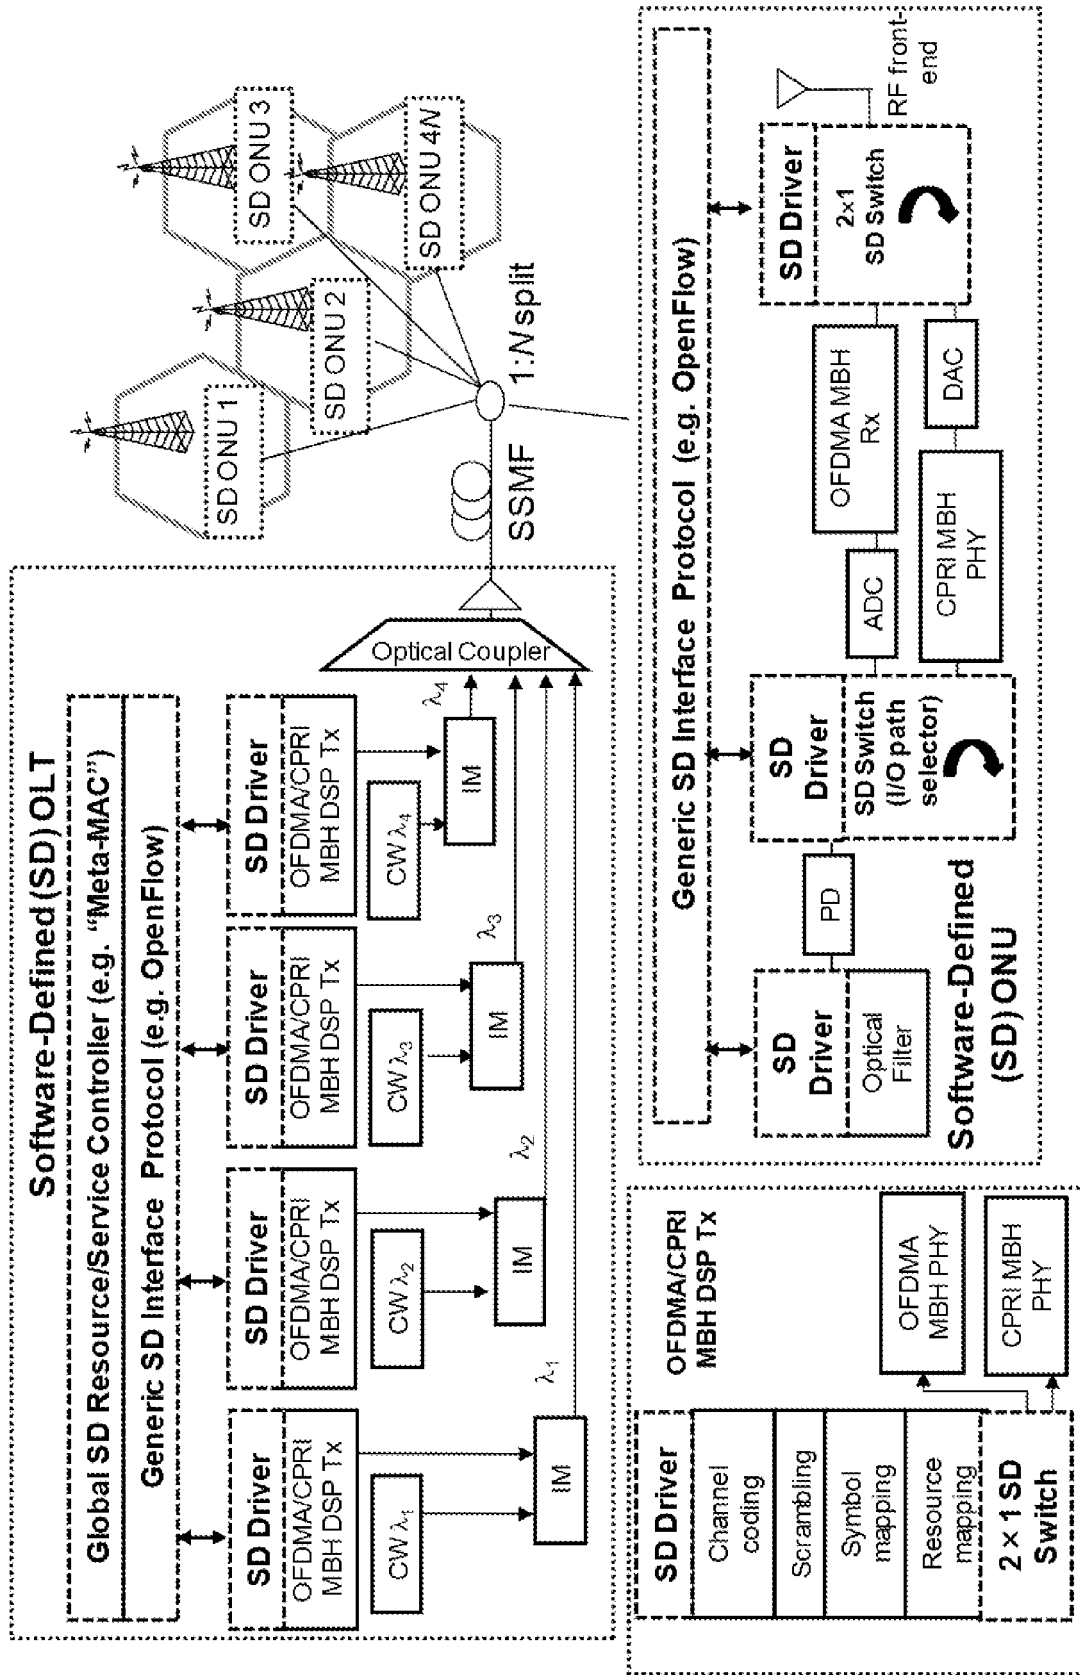 Software-Defined (SD) OLT
Global SD Resource/Service Controller (e.g. “Meta-MAC”)
Generic SD Interface Protocol (e.g. OpenFlow)
SD Driver
OFDMA/CPRI
MBH DSP Tx
CW λ1
IM
λ1
SD Driver
OFDMA/CPRI
MBH DSP Tx
CW λ2
IM
λ2
SD Driver
OFDMA/CPRI
MBH DSP Tx
CW λ3
IM
λ3
SD Driver
OFDMA/CPRI
MBH DSP Tx
CW λ4
IM
λ4
Optical Coupler
SSMF
1:N split
SD ONU 1
SD ONU 2
SD ONU 3
SD ONU 4N
SD Driver
Channel
coding
Scrambling
Symbol
mapping
Resource
mapping
2 × 1 SD
Switch
OFDMA/CPRI
MBH DSP Tx
OFDMA
MBH PHY
CPRI MBH
PHY
Generic SD Interface Protocol (e.g. OpenFlow)
SD
Driver
Optical
Filter
PD
SD
Driver
SD Switch
(I/O path
selector)
ADC
OFDMA MBH
Rx
CPRI MBH
PHY
DAC
SD Driver
2×1
SD Switch
RF front-
end
Software-Defined
(SD) ONU